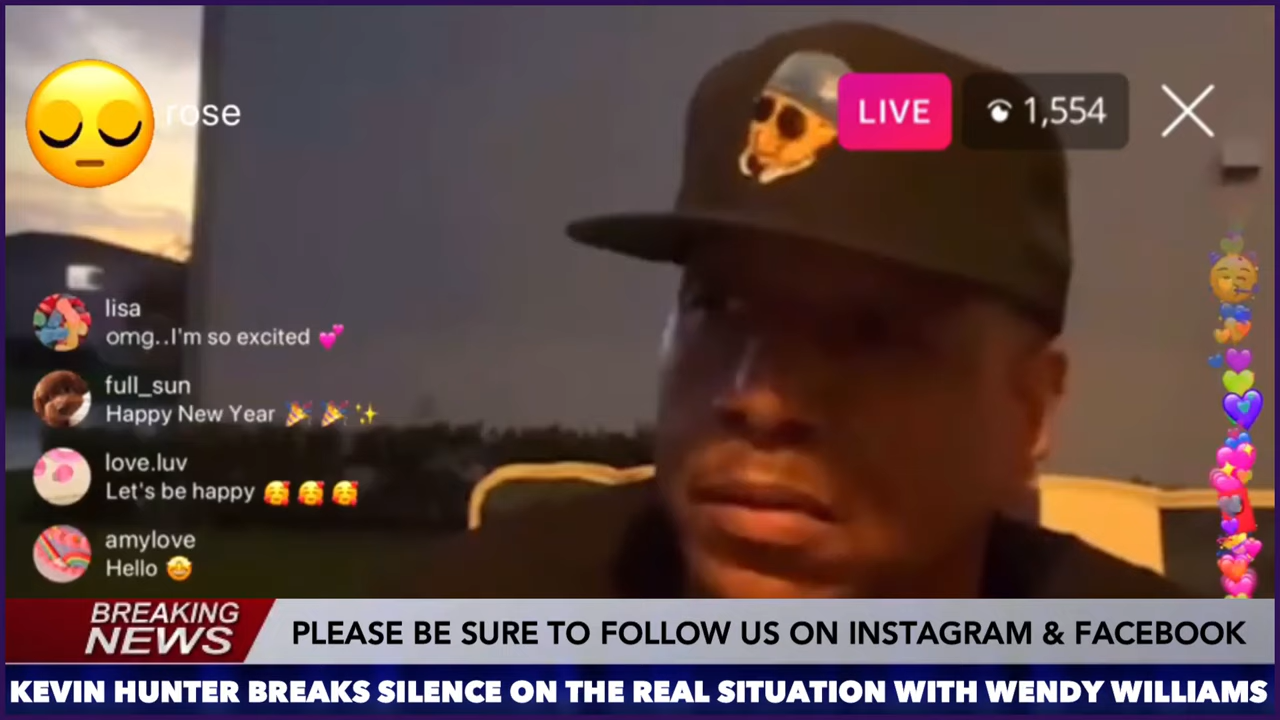 rose
LIVE
1,554
lisa
omg..I'm so excited 💕
full_sun
Happy New Year 🎉 🎉 ✨
love.luv
Let's be happy 🥰 🥰 🥰
amylove
Hello 🤩
BREAKING
NEWS
PLEASE BE SURE TO FOLLOW US ON INSTAGRAM & FACEBOOK
KEVIN HUNTER BREAKS SILENCE ON THE REAL SITUATION WITH WENDY WILLIAMS